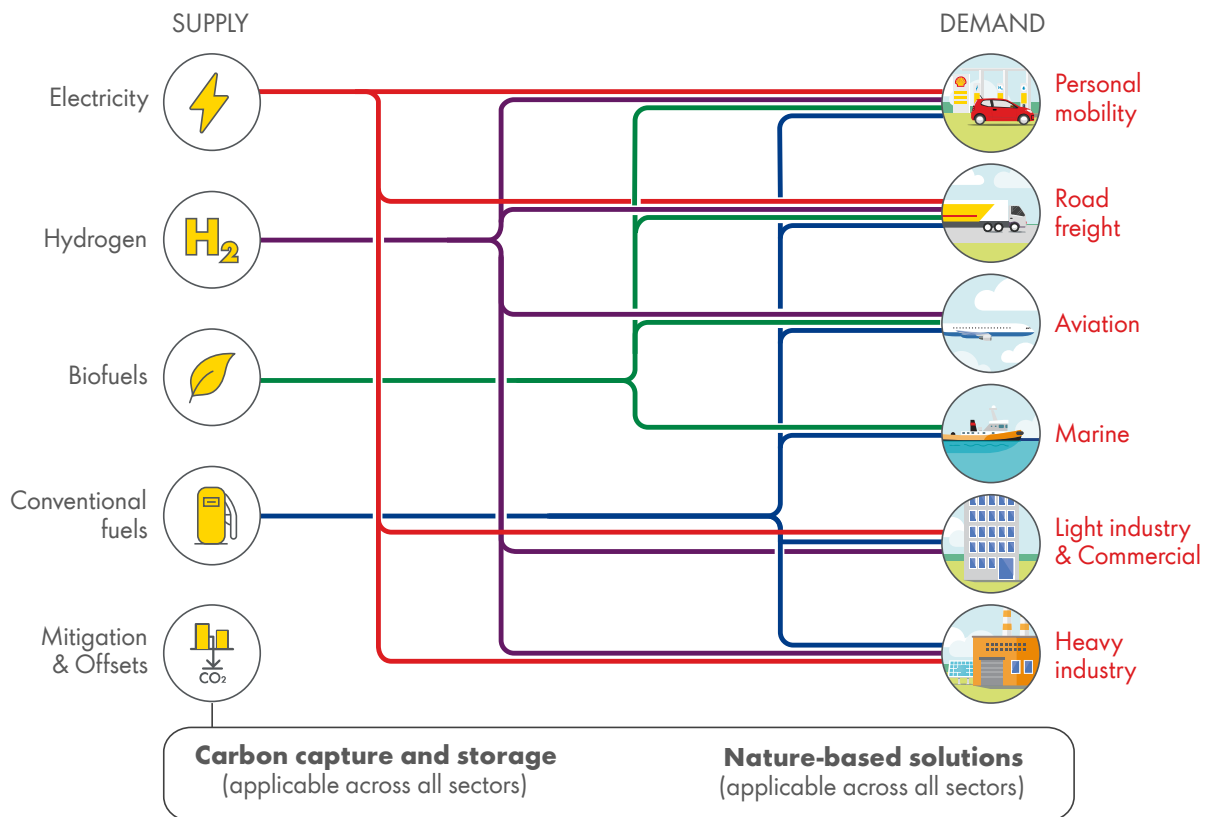 SUPPLY
DEMAND
Electricity
Hydrogen
H2
Biofuels
Conventional
fuels
Mitigation
& Offsets
CO₂
Personal
mobility
Road
freight
Aviation
Marine
Light industry
& Commercial
Heavy
industry
Carbon capture and storage
(applicable across all sectors)
Nature-based solutions
(applicable across all sectors)